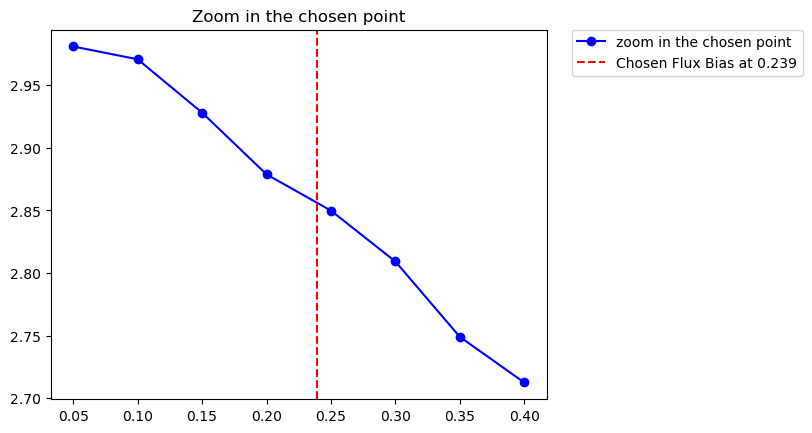 Zoom in the chosen point
zoom in the chosen point
Chosen Flux Bias at 0.239
2.95
2.90
2.85
2.80
2.75
2.70
0.05 0.10 0.15 0.20 0.25 0.30 0.35 0.40